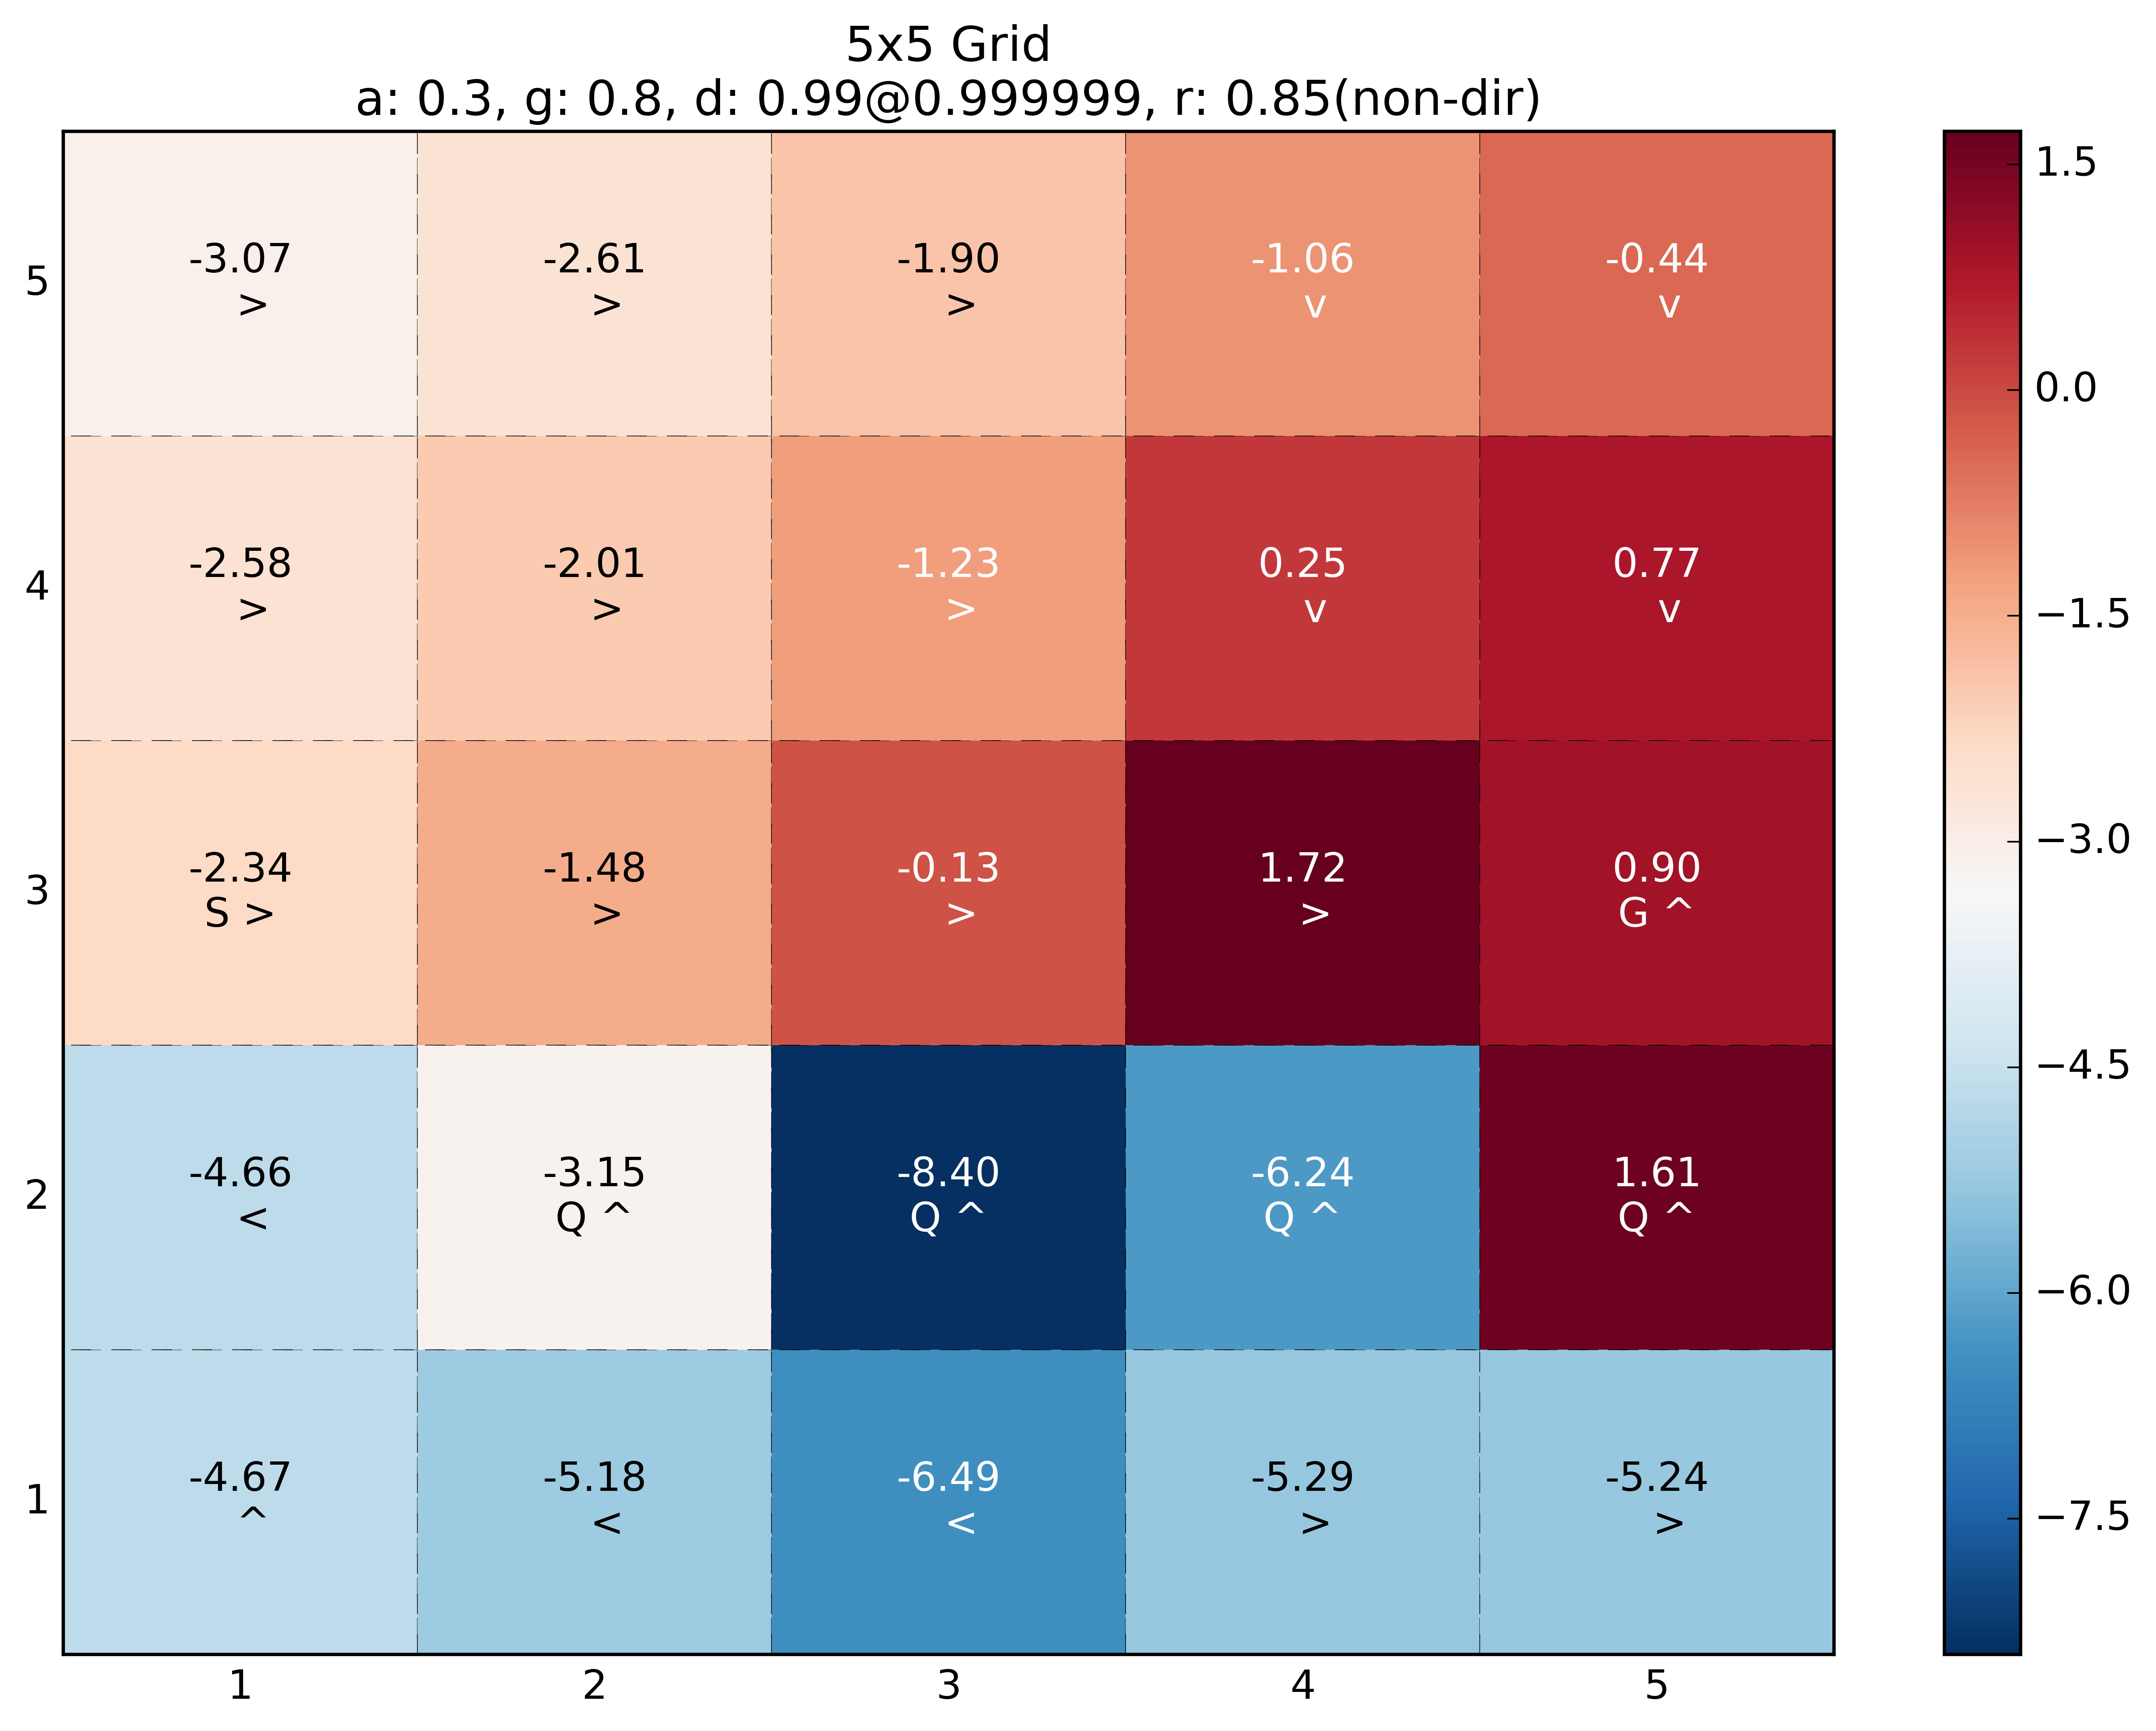 5x5 Grid
a: 0.3, g: 0.8, d: 0.99@0.999999, r: 0.85(non-dir)
5
-3.07 -2.61 -1.90 -1.06 -0.44
> > > v v
4
-2.58 -2.01 -1.23 0.25 0.77
> > > v v
3
-2.34 -1.48 -0.13 1.72 0.90
S > > > > G ^
2
-4.66 -3.15 -8.40 -6.24 1.61
< Q ^ Q ^ Q ^ Q ^
1
-4.67 -5.18 -6.49 -5.29 -5.24
^ < < > >
1 2 3 4 5
1.5
0.0
−1.5
−3.0
−4.5
−6.0
−7.5